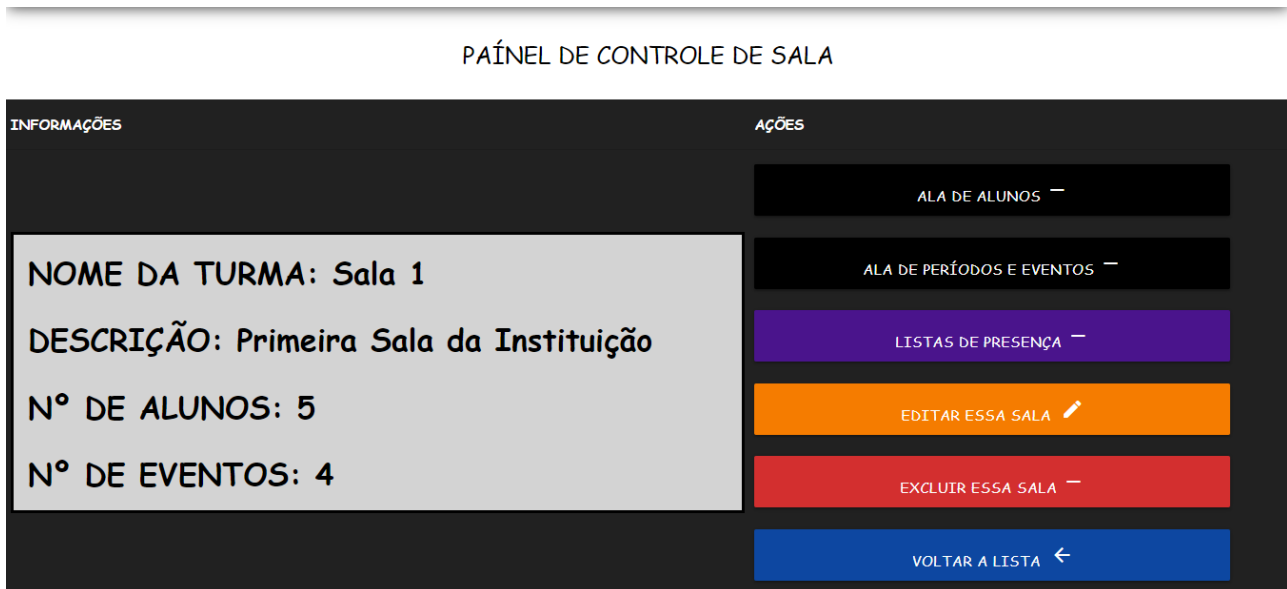 PAÍNEL DE CONTROLE DE SALA
INFORMAÇÕES
AÇÕES
NOME DA TURMA: Sala 1
DESCRIÇÃO: Primeira Sala da Instituição
Nº DE ALUNOS: 5
Nº DE EVENTOS: 4
ALA DE ALUNOS
ALA DE PERÍODOS E EVENTOS
LISTAS DE PRESENÇA
EDITAR ESSA SALA
EXCLUIR ESSA SALA
VOLTAR A LISTA